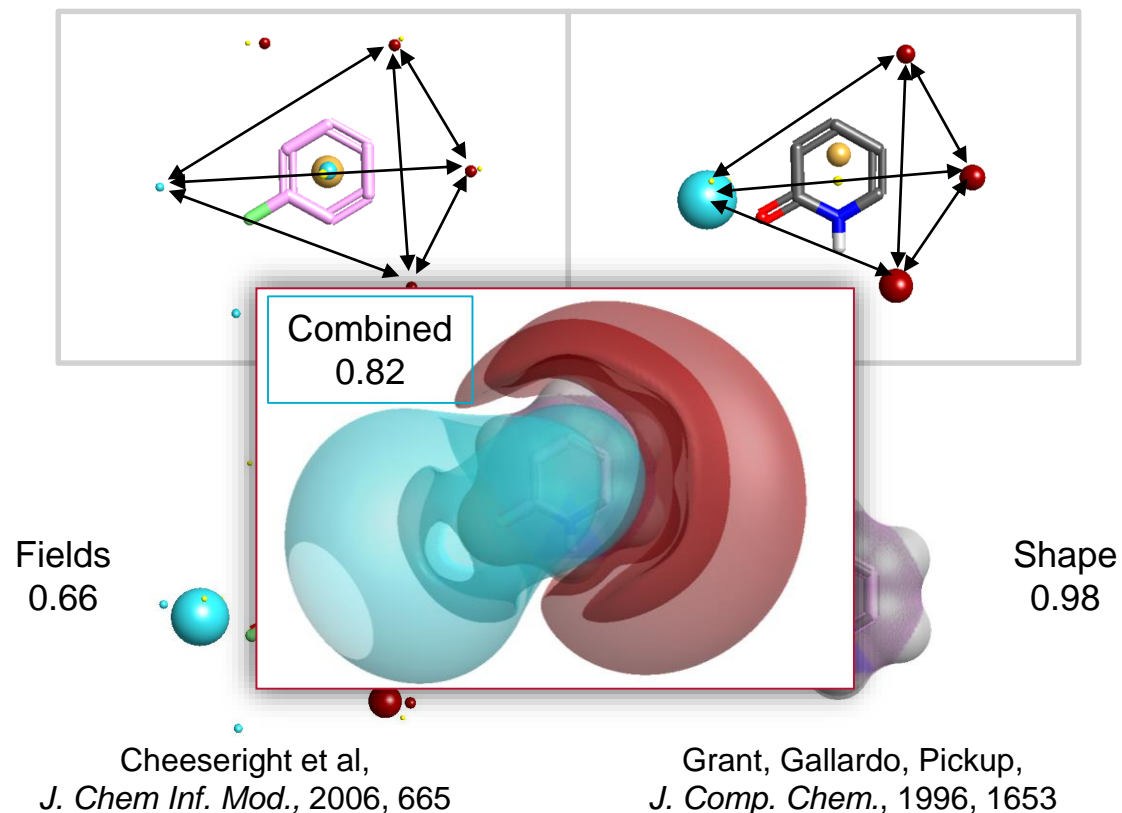 Combined
0.82
Fields
0.66
Shape
0.98
Cheeseright et al,
J. Chem Inf. Mod., 2006, 665
Grant, Gallardo, Pickup,
J. Comp. Chem., 1996, 1653